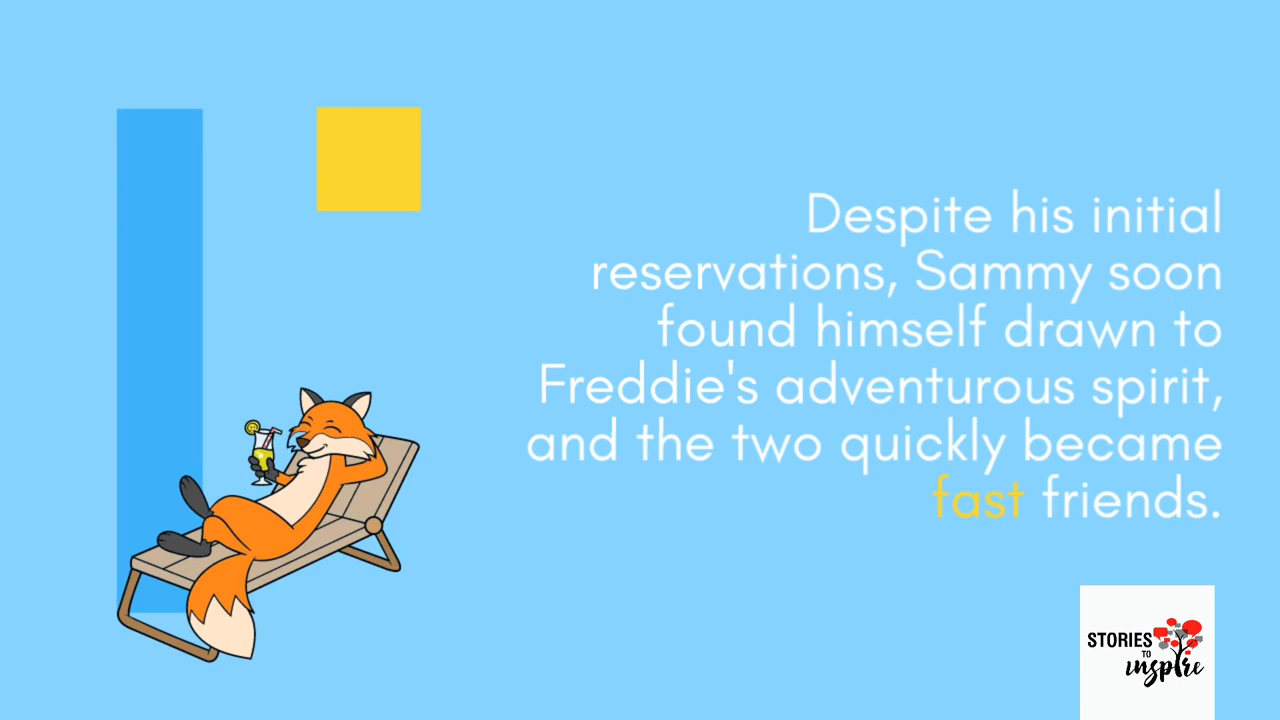 Despite his initial
reservations, Sammy soon
found himself drawn to
Freddie's adventurous spirit,
and the two quickly became
fast friends.
STORIES
TO
inspire